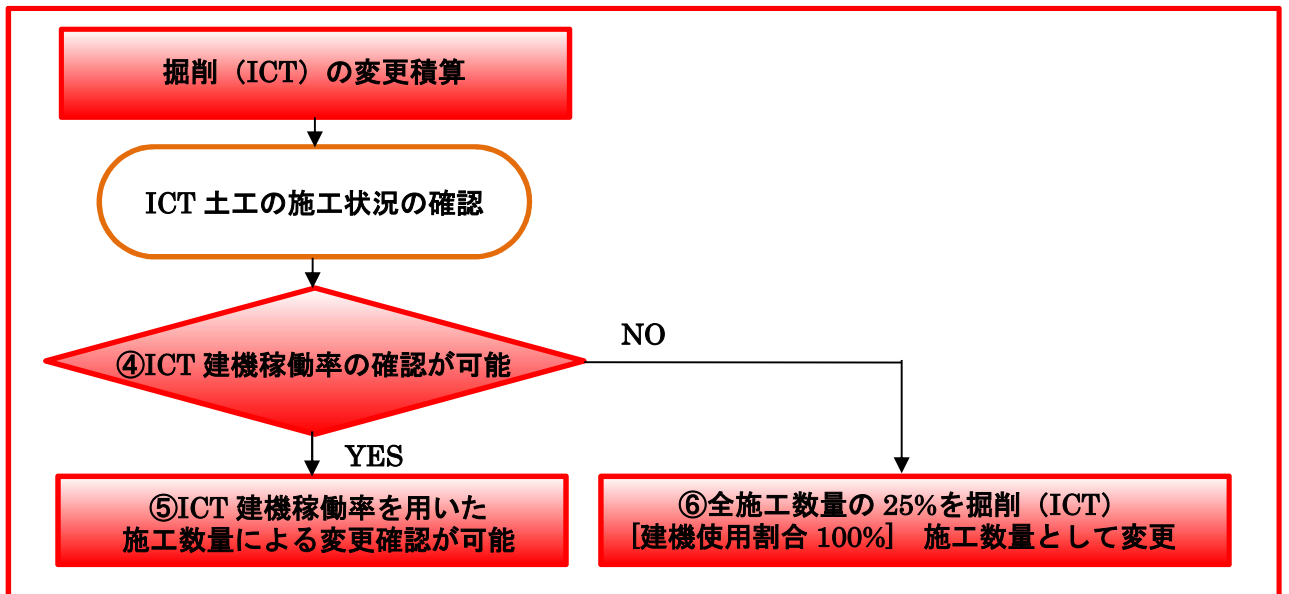 掘削（ICT）の変更積算
ICT 土工の施工状況の確認
④ICT 建機稼働率の確認が可能
NO
YES
⑤ICT 建機稼働率を用いた
施工数量による変更確認が可能
⑥全施工数量の 25%を掘削（ICT）
[建機使用割合 100%]　施工数量として変更